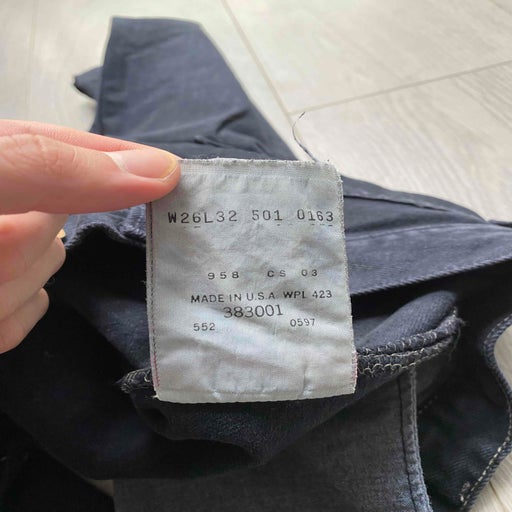 W26L32 501 0163
958 CS 03
MADE IN U.S.A. WPL 423
383001
552 0597